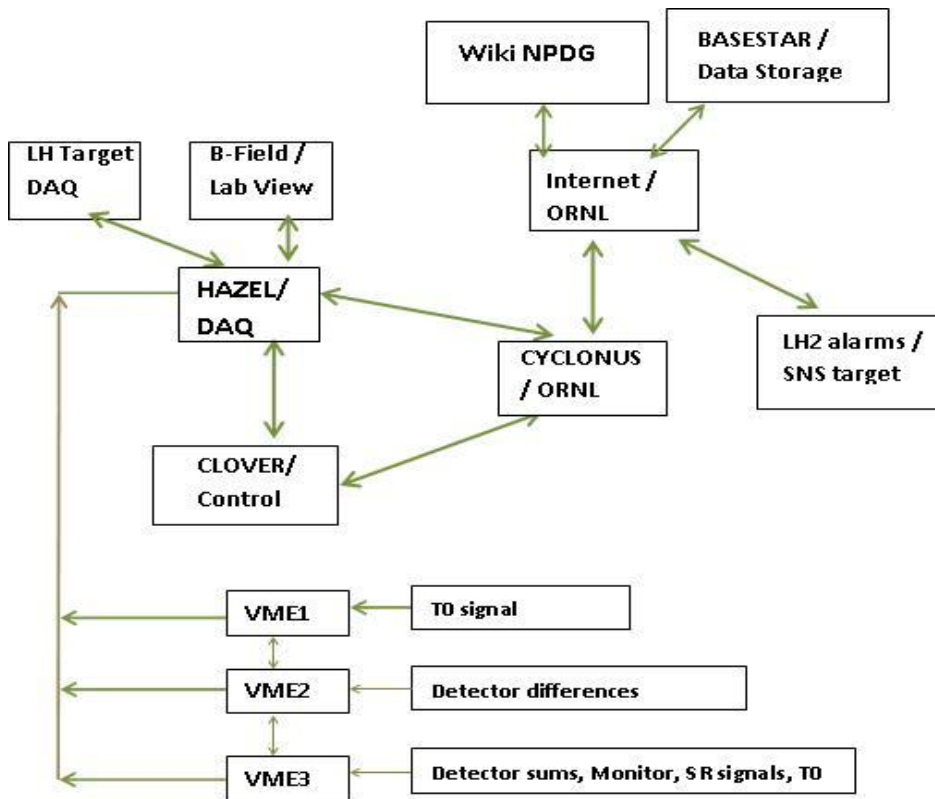 Wiki NPDG
BASESTAR /
Data Storage
LH Target
DAQ
B-Field /
Lab View
Internet /
ORNL
HAZEL/
DAQ
CYCLONUS
/ ORNL
LH2 alarms /
SNS target
CLOVER/
Control
VME1
T0 signal
VME2
Detector differences
VME3
Detector sums, Monitor, SR signals, T0